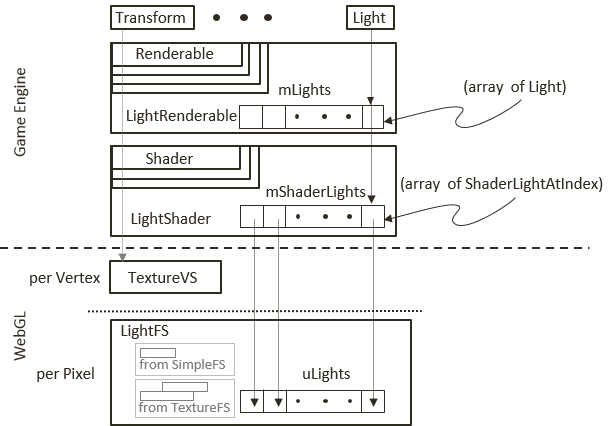 Transform • • • Light
Renderable
mLights
(array of Light)
LightRenderable
• • •
Game Engine
Shader
mShaderLights
(array of ShaderLightAtIndex)
LightShader
• • •
per Vertex
TextureVS
WebGL
LightFS
from SimpleFS
per Pixel
uLights
from TextureFS
• • •